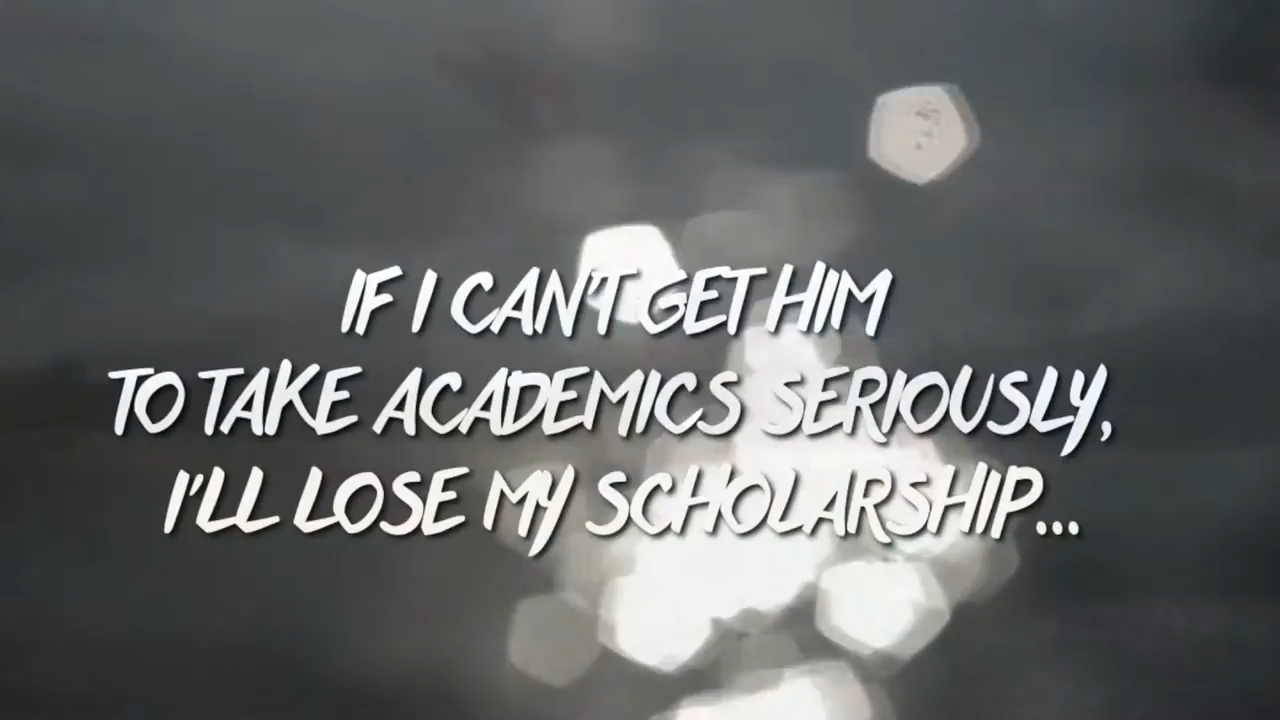 IF I CAN'T GET HIM
TO TAKE ACADEMICS SERIOUSLY,
I'LL LOSE MY SCHOLARSHIP...